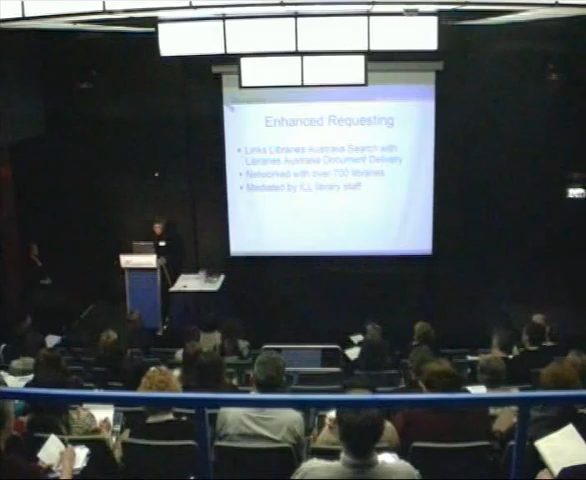 Enhanced Requesting
• Links Libraries Australia Search with
Libraries Australia Document Delivery
• Networked with over 700 libraries
• Mediated by ILL library staff